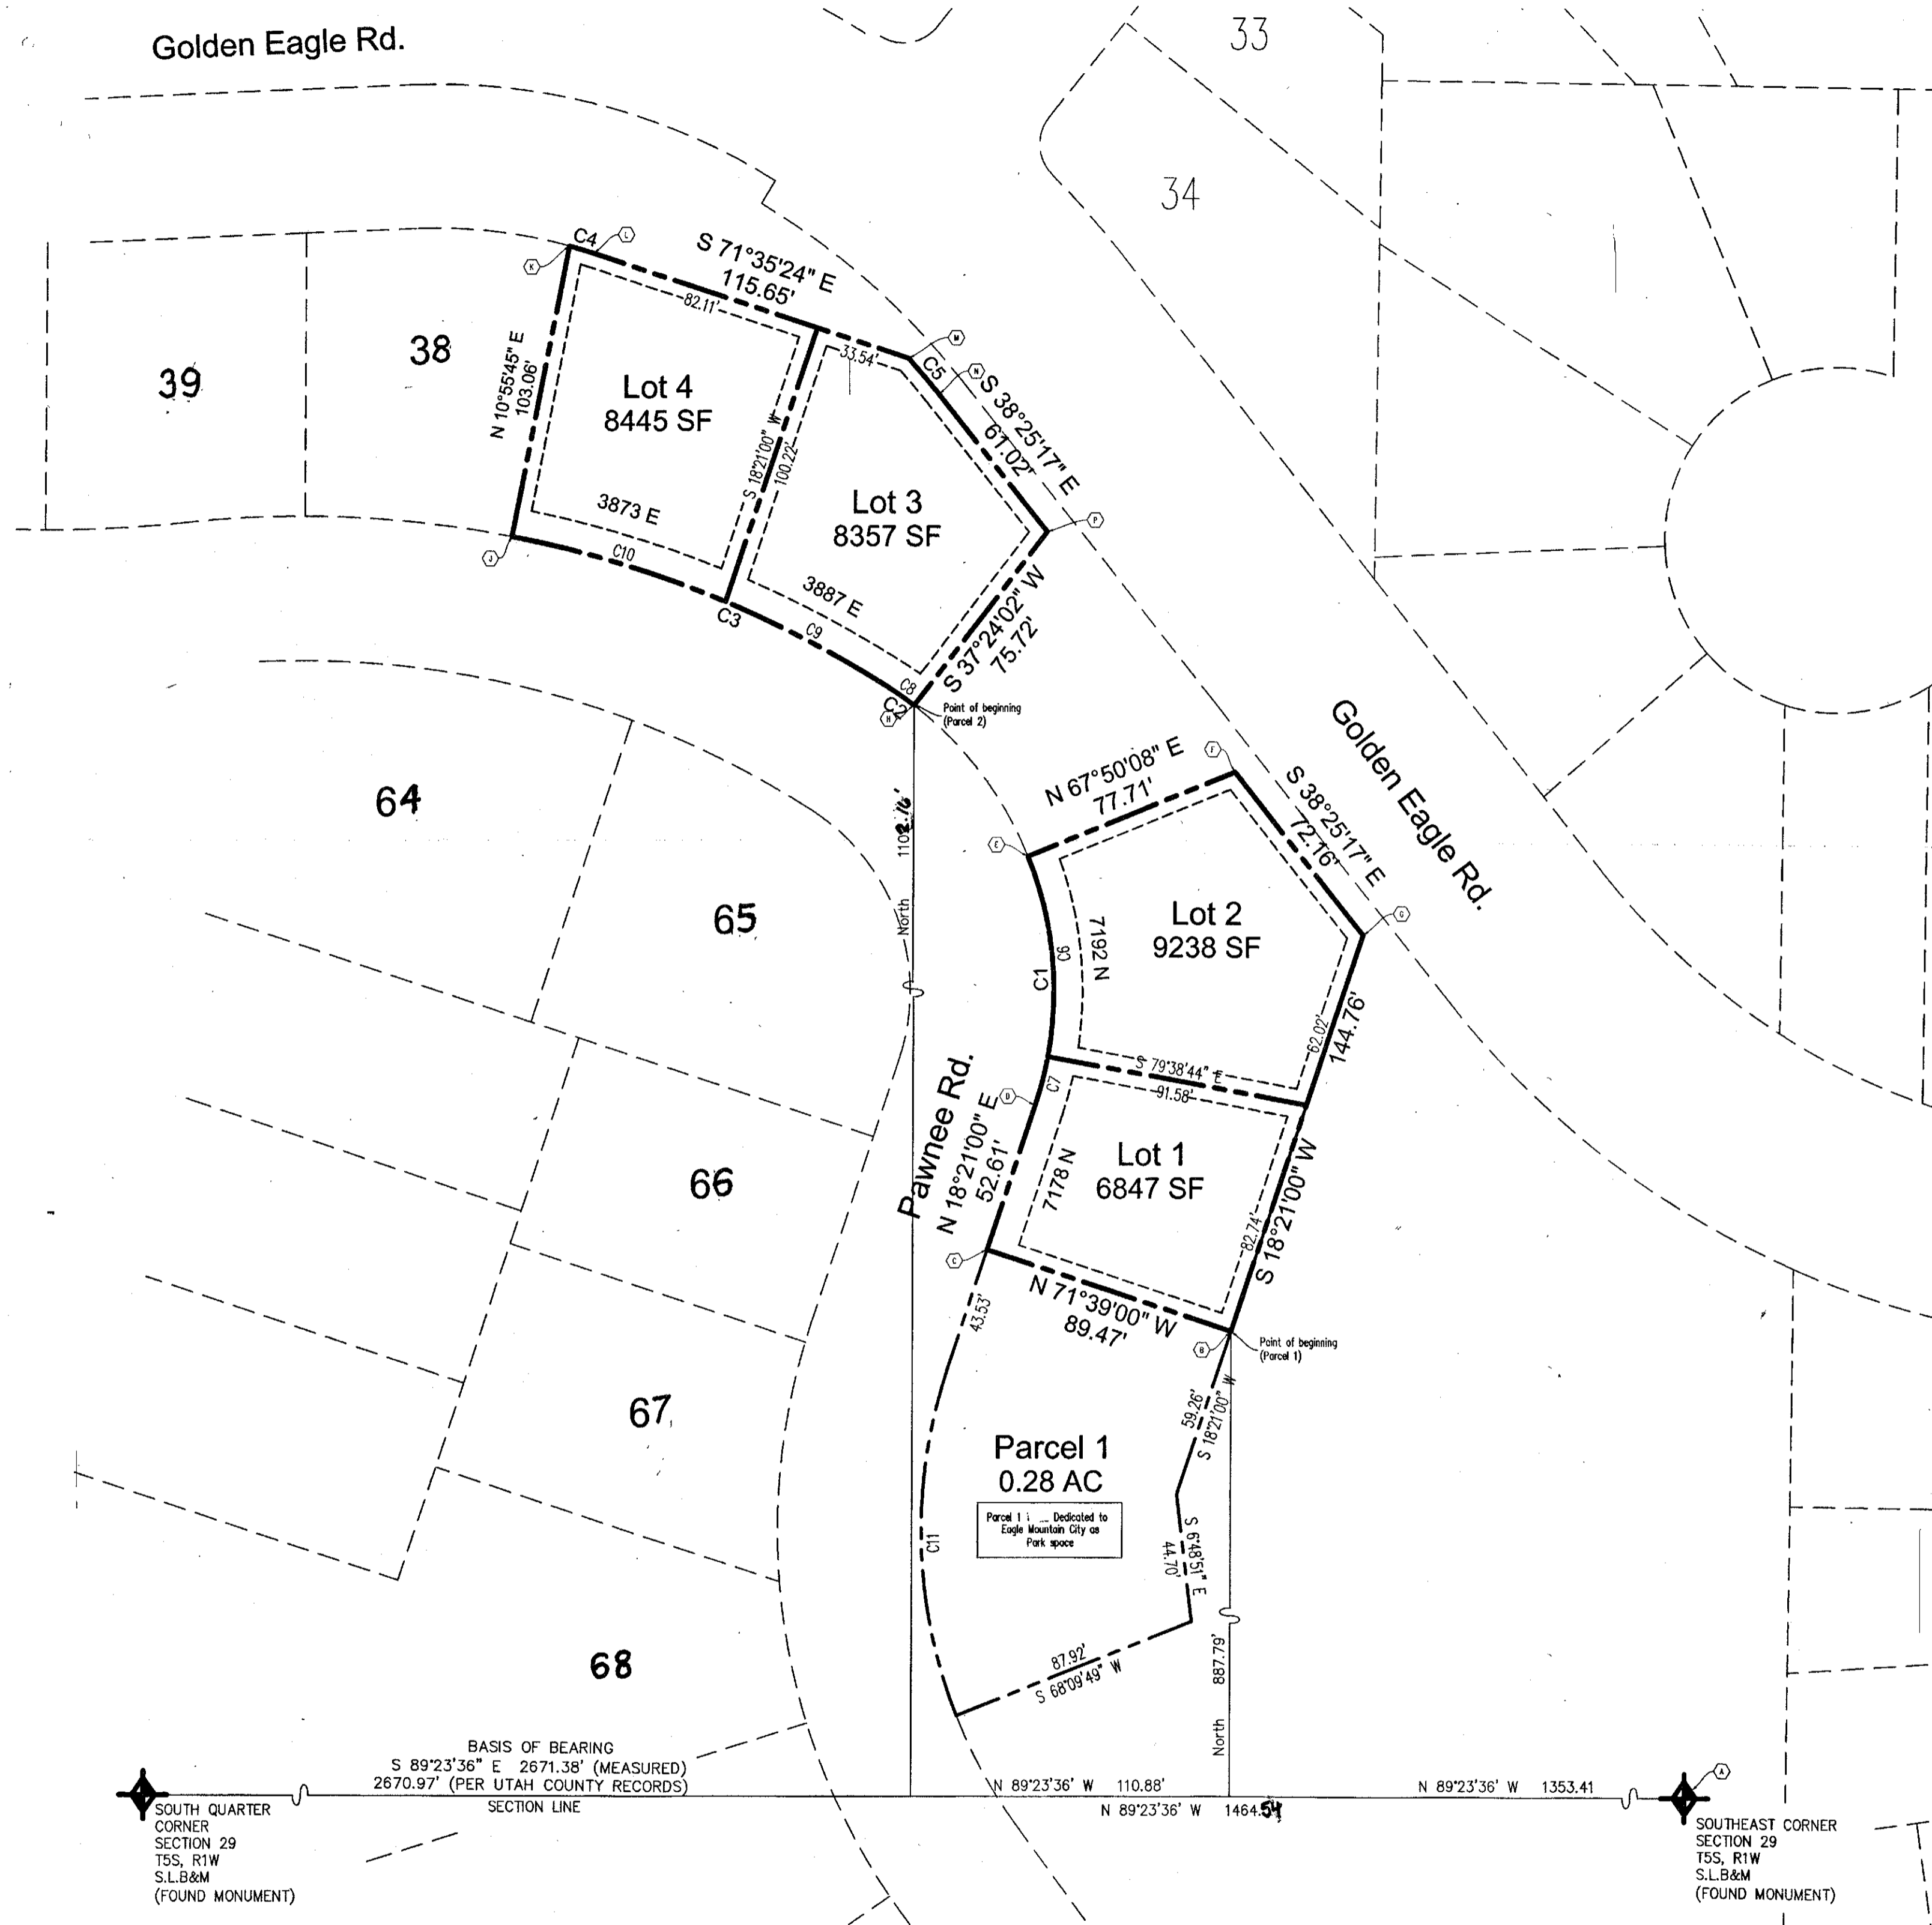 Golden Eagle Rd.
33
34
C4
L
K
S 71°35'24" E
115.65'
82.11'
33.54'
M
C5
N
S 38°25'17" E
61.02'
P
39
38
N 10°55'45" E
103.06'
Lot 4
8445 SF
S 18°21'00" W
100.22'
Lot 3
8357 SF
3873 E
3887 E
J
C10
C3
C9
C8
C2
H
S 37°24'02" W
75.72'
Point of beginning
(Parcel 2)
64
65
66
67
68
North
N 67°50'08" E
77.71'
F
E
S 38°25'17" E
72.16'
Golden Eagle Rd.
G
Lot 2
9238 SF
7192 N
C6
C1
62.02'
144.76'
S 79°38'44" E
91.58'
C7
D
Pawnee Rd.
N 18°21'00" E
52.61'
Lot 1
6847 SF
7178 N
82.74'
S 18°21'00" W
C
N 71°39'00" W
89.47'
43.53'
B
Point of beginning
(Parcel 1)
59.26'
S 18°21'00" W
Parcel 1
0.28 AC
Parcel 1 Dedicated to
Eagle Mountain City as
Park space
C11
S 6°48'51" E
44.70'
87.92'
S 68°09'49" W
North 887.79'
BASIS OF BEARING
S 89°23'36" E 2671.38' (MEASURED)
2670.97' (PER UTAH COUNTY RECORDS)
SECTION LINE
N 89°23'36' W 110.88'
N 89°23'36' W 1464.54
N 89°23'36' W 1353.41
A
SOUTH QUARTER
CORNER
SECTION 29
T5S, R1W
S.L.B&M
(FOUND MONUMENT)
SOUTHEAST CORNER
SECTION 29
T5S, R1W
S.L.B&M
(FOUND MONUMENT)